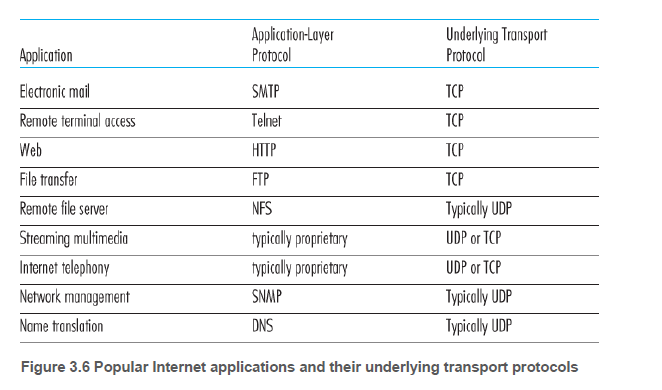 Application Application-Layer Protocol Underlying Transport Protocol
Electronic mail SMTP TCP
Remote terminal access Telnet TCP
Web HTTP TCP
File transfer FTP TCP
Remote file server NFS Typically UDP
Streaming multimedia typically proprietary UDP or TCP
Internet telephony typically proprietary UDP or TCP
Network management SNMP Typically UDP
Name translation DNS Typically UDP
Figure 3.6 Popular Internet applications and their underlying transport protocols